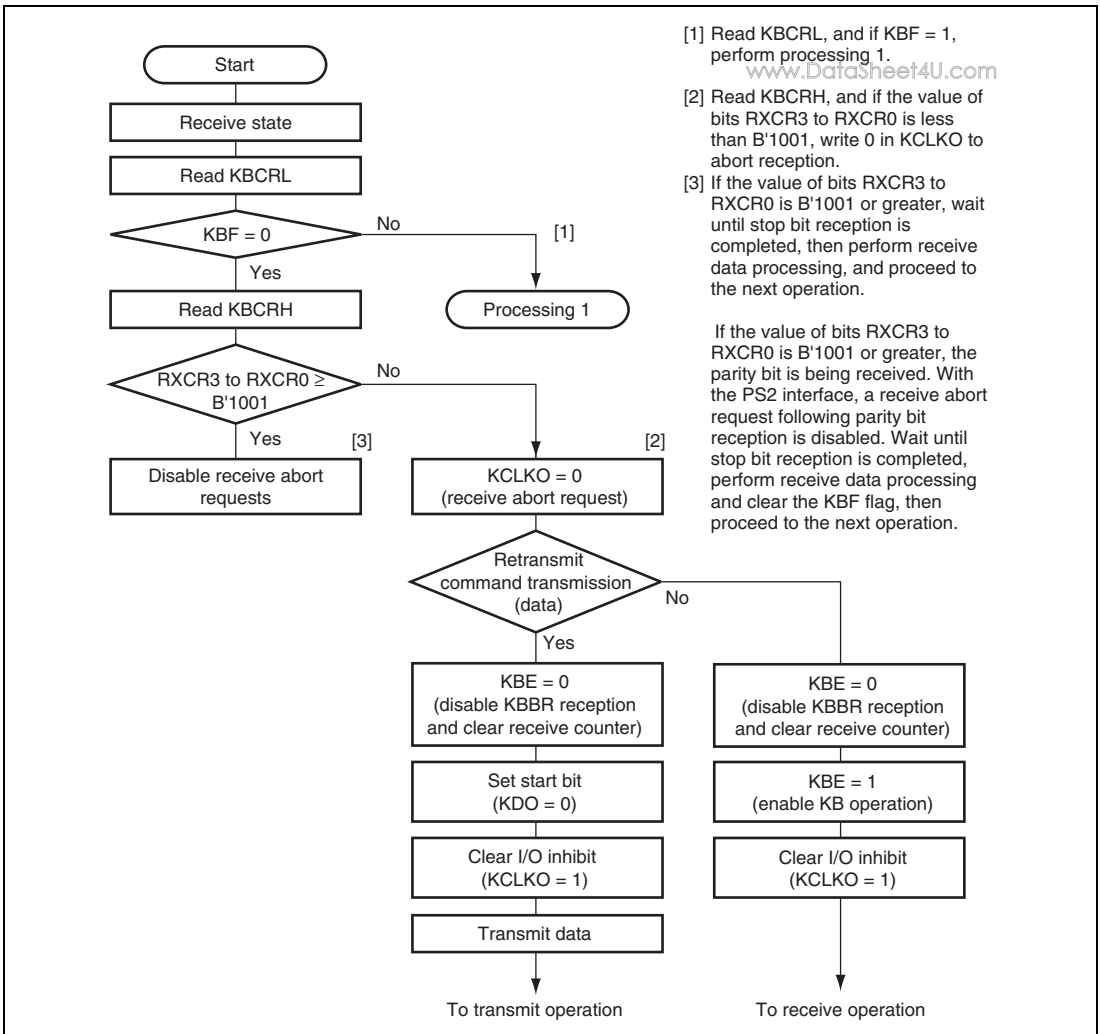 Start
Receive state
Read KBCRL
KBF = 0
No
[1]
Yes
Processing 1
Read KBCRH
RXCR3 to RXCR0 ≥
B'1001
No
Yes
[3]
Disable receive abort
requests
[2]
KCLKO = 0
(receive abort request)
Retransmit
command transmission
(data)
No
Yes
KBE = 0
(disable KBBR reception
and clear receive counter)
Set start bit
(KDO = 0)
Clear I/O inhibit
(KCLKO = 1)
Transmit data
To transmit operation
KBE = 0
(disable KBBR reception
and clear receive counter)
KBE = 1
(enable KB operation)
Clear I/O inhibit
(KCLKO = 1)
To receive operation
[1] Read KBCRL, and if KBF = 1,
perform processing 1.
www.DataSheet4U.com
[2] Read KBCRH, and if the value of
bits RXCR3 to RXCR0 is less
than B'1001, write 0 in KCLKO to
abort reception.
[3] If the value of bits RXCR3 to
RXCR0 is B'1001 or greater, wait
until stop bit reception is
completed, then perform receive
data processing, and proceed to
the next operation.
If the value of bits RXCR3 to
RXCR0 is B'1001 or greater, the
parity bit is being received. With
the PS2 interface, a receive abort
request following parity bit
reception is disabled. Wait until
stop bit reception is completed,
perform receive data processing
and clear the KBF flag, then
proceed to the next operation.